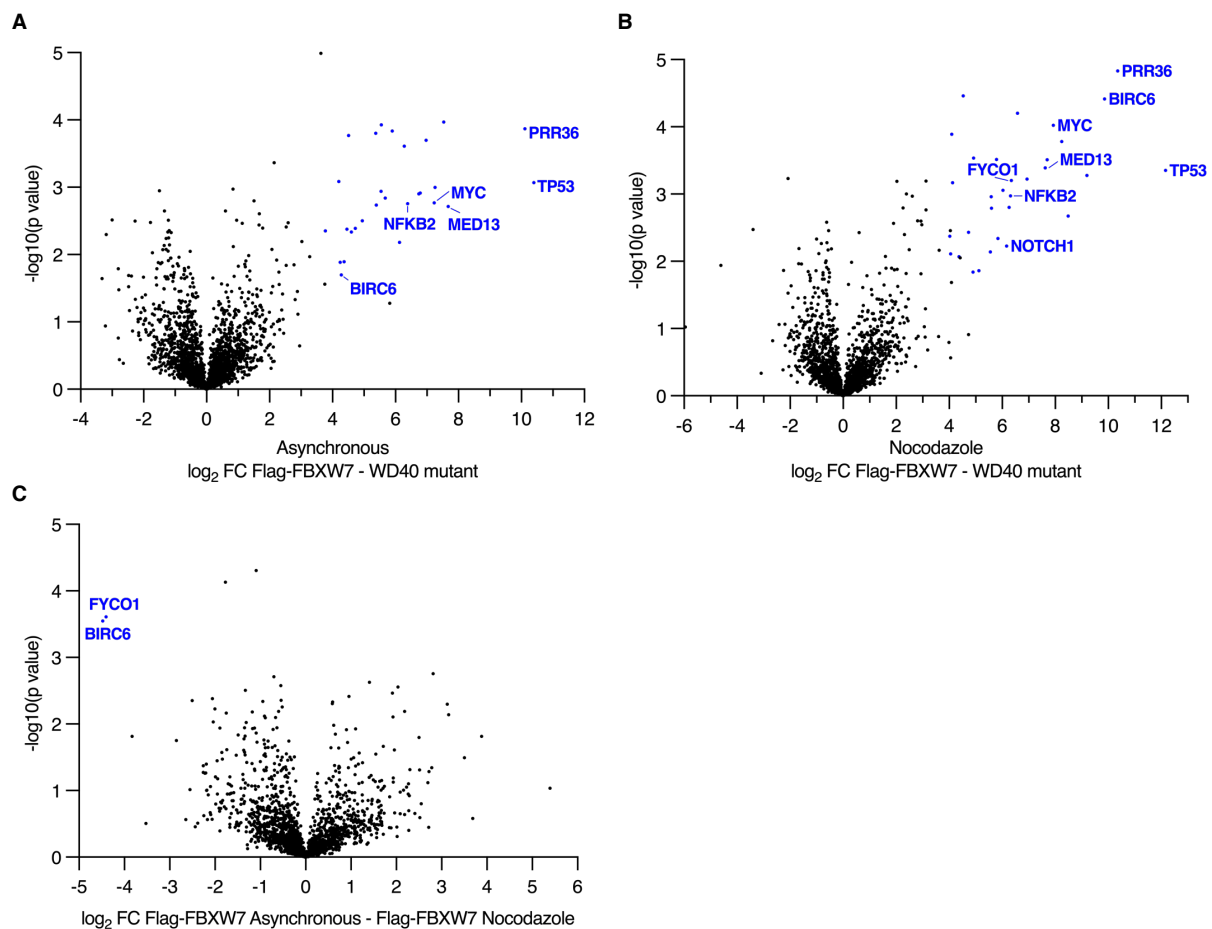 A
5
4
3
2
1
0
-log10(p value)
PRR36
TP53
MYC
NFKB2
MED13
BIRC6
-4 -2 0 2 4 6 8 10 12
Asynchronous
log2 FC Flag-FBXW7 - WD40 mutant
B
5
4
3
2
1
0
-log10(p value)
PRR36
BIRC6
MYC
MED13
FYCO1
TP53
NFKB2
NOTCH1
-6 -4 -2 0 2 4 6 8 10 12
Nocodazole
log2 FC Flag-FBXW7 - WD40 mutant
C
5
4
3
2
1
0
-log10(p value)
FYCO1
BIRC6
-5 -4 -3 -2 -1 0 1 2 3 4 5 6
log2 FC Flag-FBXW7 Asynchronous - Flag-FBXW7 Nocodazole